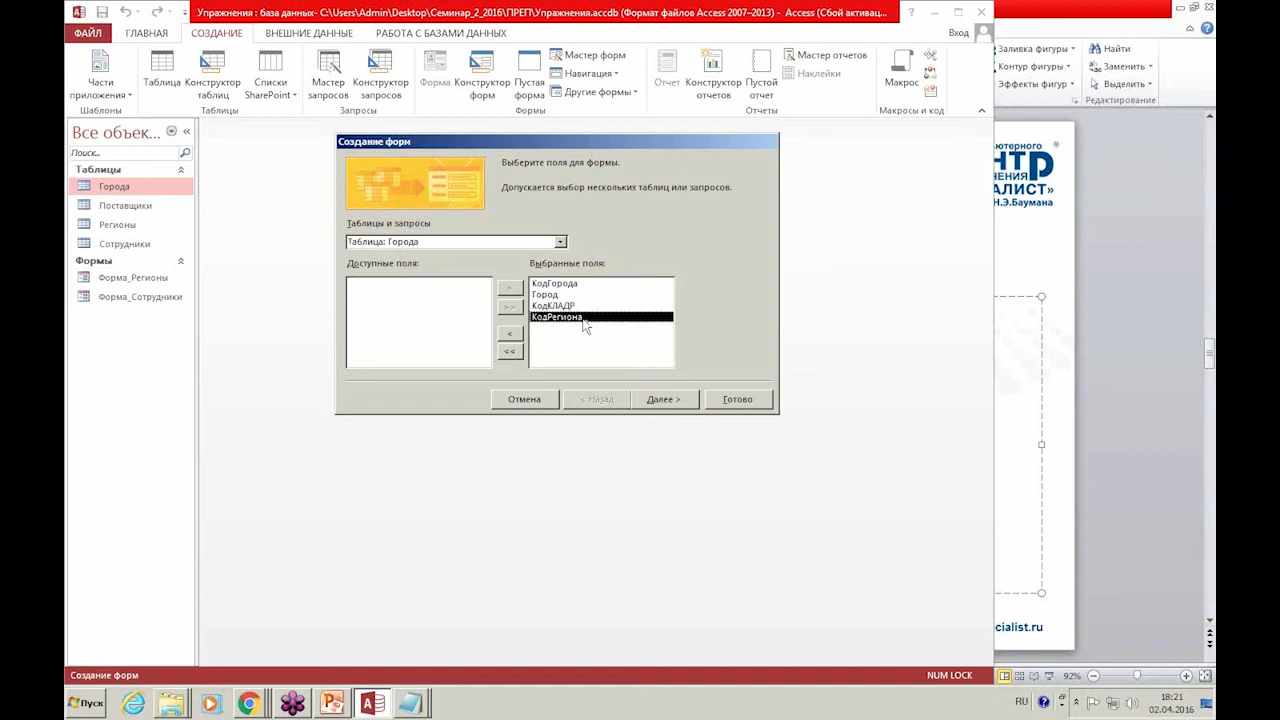 Упражнения : база данных- C:\Users\Admin\Desktop\Семинар_2_2016\ПРЕП\Упражнения.accdb (Формат файлов Access 2007–2013) - Access (Сбой активац...
ФАЙЛ ГЛАВНАЯ СОЗДАНИЕ ВНЕШНИЕ ДАННЫЕ РАБОТА С БАЗАМИ ДАННЫХ Вход
Части приложения
Таблица
Конструктор таблиц
Списки SharePoint
Мастер запросов
Конструктор запросов
Форма
Конструктор форм
Пустая форма
Мастер форм
Навигация
Другие формы
Отчет
Конструктор отчетов
Пустой отчет
Мастер отчетов
Наклейки
Макрос
Шаблоны Таблицы Запросы Формы Отчеты Макросы и код
Заливка фигуры
Контур фигуры
Эффекты фигур
Найти
Заменить
Выделить
Редактирование
Все объек...
Поиск...
Таблицы
Города
Поставщики
Регионы
Сотрудники
Формы
Форма_Регионы
Форма_Сотрудники
Создание форм
Выберите поля для формы.
Допускается выбор нескольких таблиц или запросов.
Таблицы и запросы
Таблица: Города
Доступные поля: Выбранные поля:
КодГорода
Город
КодКЛАДР
КодРегиона
>
>>
<
<<
Отмена < Назад Далее > Готово
ютерного
НТР
ЧЕНИЯ
АЛИСТ»
Н.Э.Баумана
cialist.ru
Создание форм NUM LOCK
92%
Пуск
RU
18:21
02.04.2016